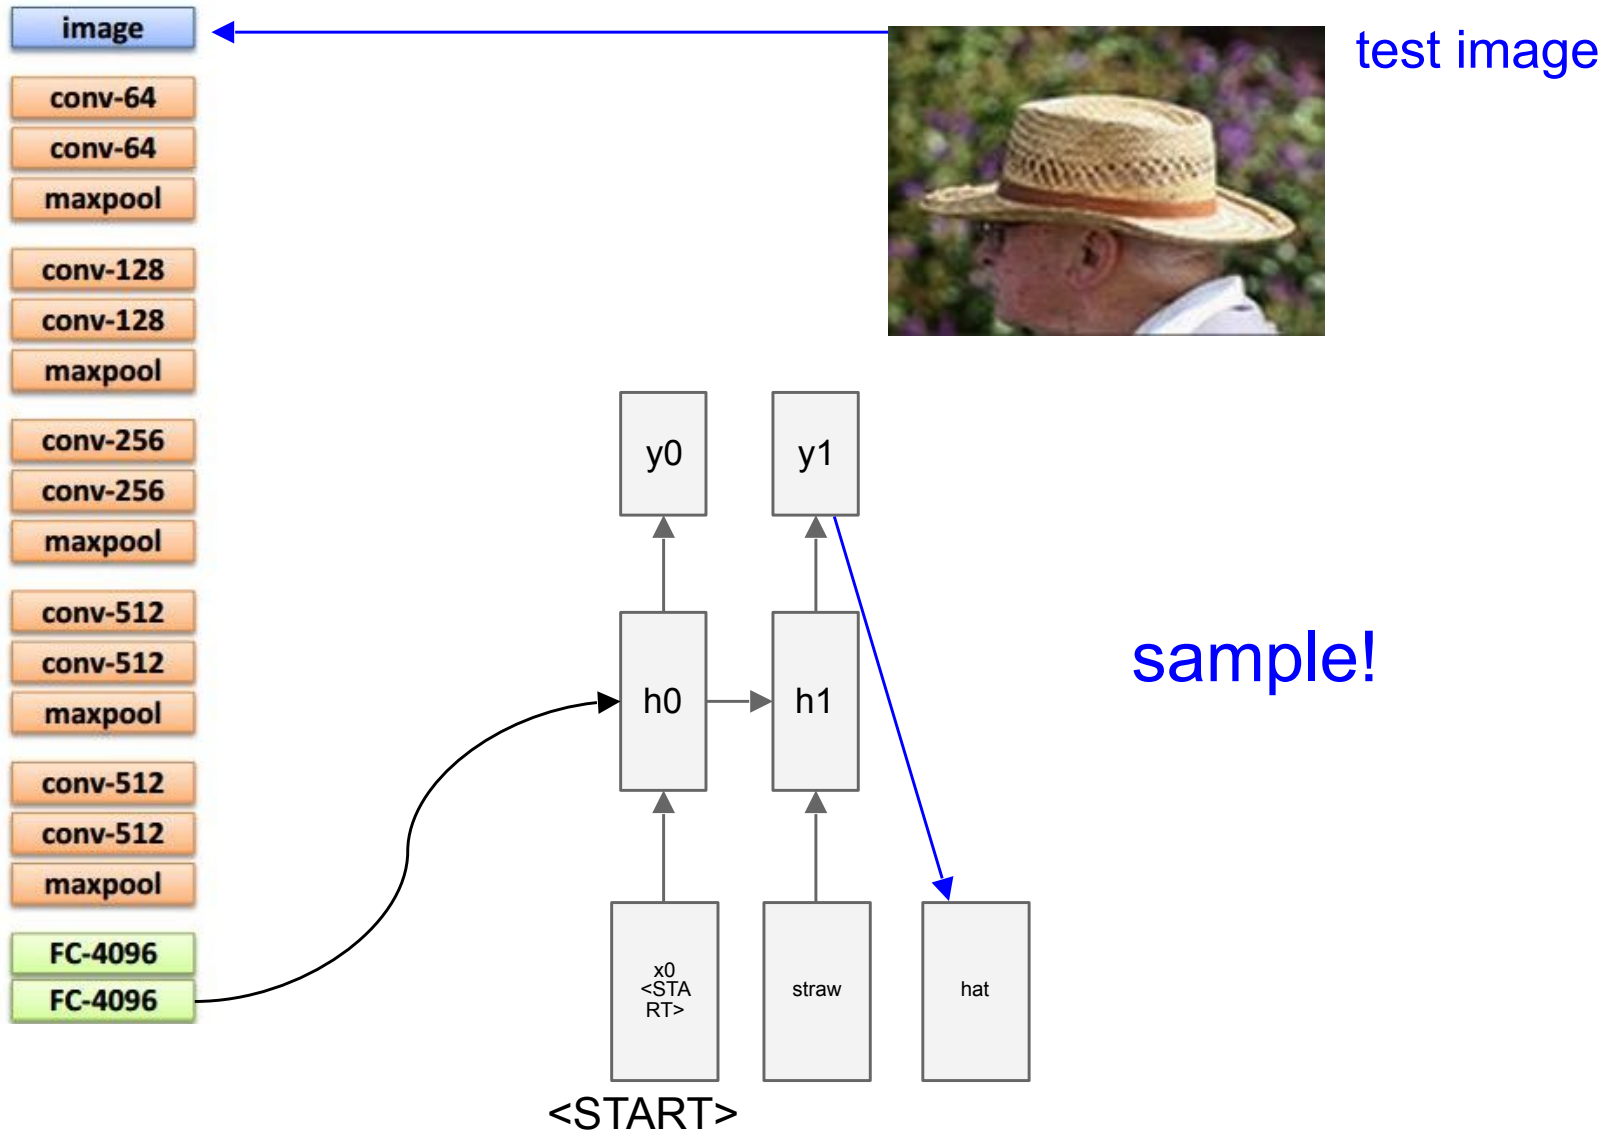 image
test image
conv-64
conv-64
maxpool
conv-128
conv-128
maxpool
conv-256
conv-256
maxpool
conv-512
conv-512
maxpool
conv-512
conv-512
maxpool
FC-4096
FC-4096
y0
y1
h0
h1
sample!
x0
<STA
RT>
straw
hat
<START>